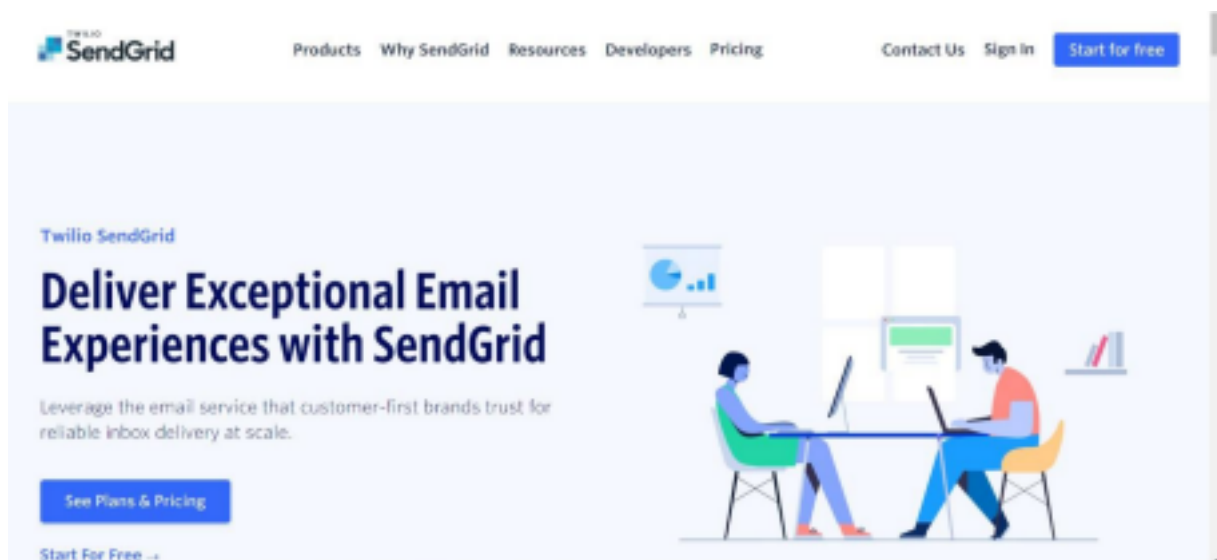 TWILIO
SendGrid
Products Why SendGrid Resources Developers Pricing
Contact Us Sign In Start for free
Twilio SendGrid
Deliver Exceptional Email
Experiences with SendGrid
Leverage the email service that customer-first brands trust for
reliable inbox delivery at scale.
See Plans & Pricing
Start For Free →